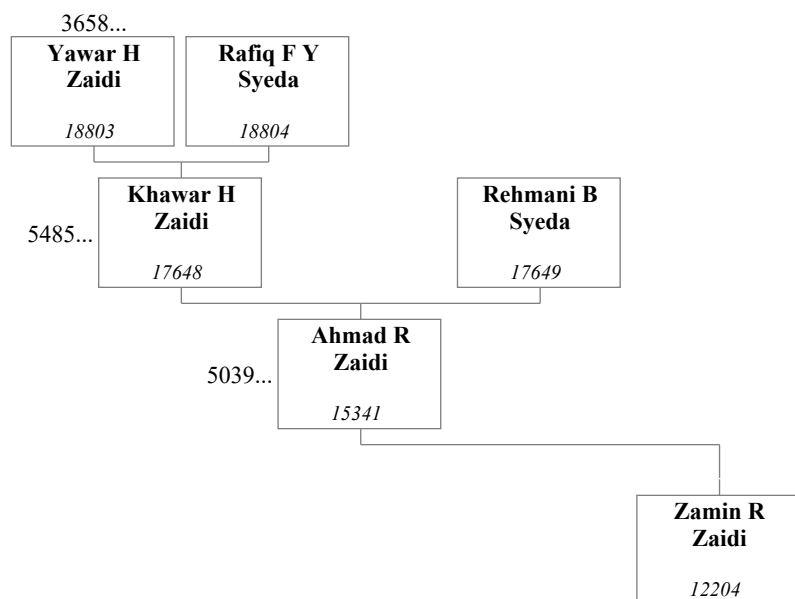 3658...
Yawar H
Zaidi
18803
Rafiq F Y
Syeda
18804
5485...
Khawar H
Zaidi
17648
Rehmani B
Syeda
17649
5039...
Ahmad R
Zaidi
15341
Zamin R
Zaidi
12204